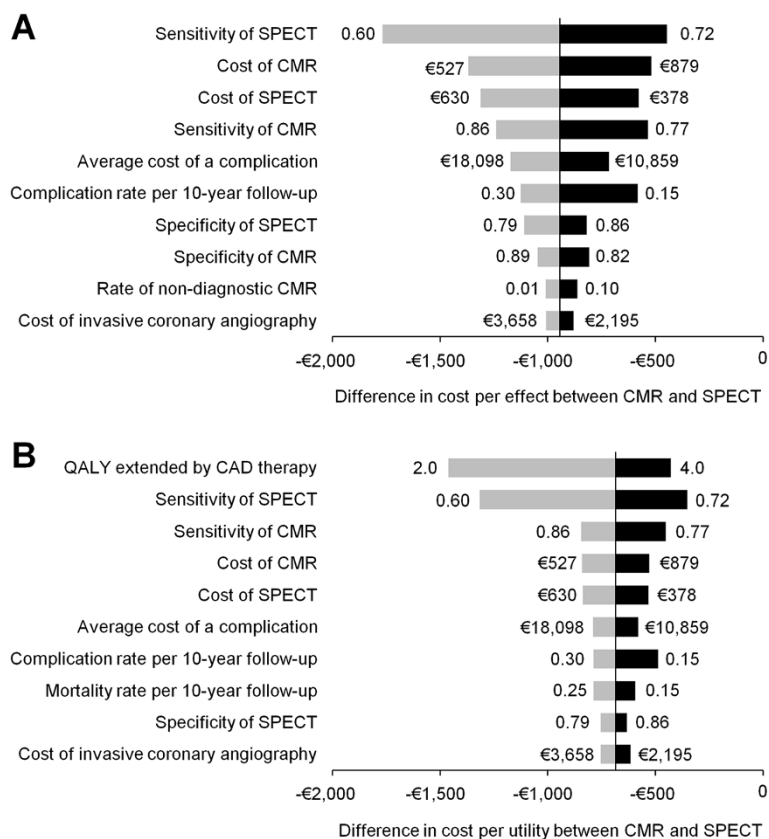 A
Sensitivity of SPECT 0.60 0.72
Cost of CMR €527 €879
Cost of SPECT €630 €378
Sensitivity of CMR 0.86 0.77
Average cost of a complication €18,098 €10,859
Complication rate per 10-year follow-up 0.30 0.15
Specificity of SPECT 0.79 0.86
Specificity of CMR 0.89 0.82
Rate of non-diagnostic CMR 0.01 0.10
Cost of invasive coronary angiography €3,658 €2,195
-€2,000 -€1,500 -€1,000 -€500 0
Difference in cost per effect between CMR and SPECT
B
QALY extended by CAD therapy 2.0 4.0
Sensitivity of SPECT 0.60 0.72
Sensitivity of CMR 0.86 0.77
Cost of CMR €527 €879
Cost of SPECT €630 €378
Average cost of a complication €18,098 €10,859
Complication rate per 10-year follow-up 0.30 0.15
Mortality rate per 10-year follow-up 0.25 0.15
Specificity of SPECT 0.79 0.86
Cost of invasive coronary angiography €3,658 €2,195
-€2,000 -€1,500 -€1,000 -€500 0
Difference in cost per utility between CMR and SPECT